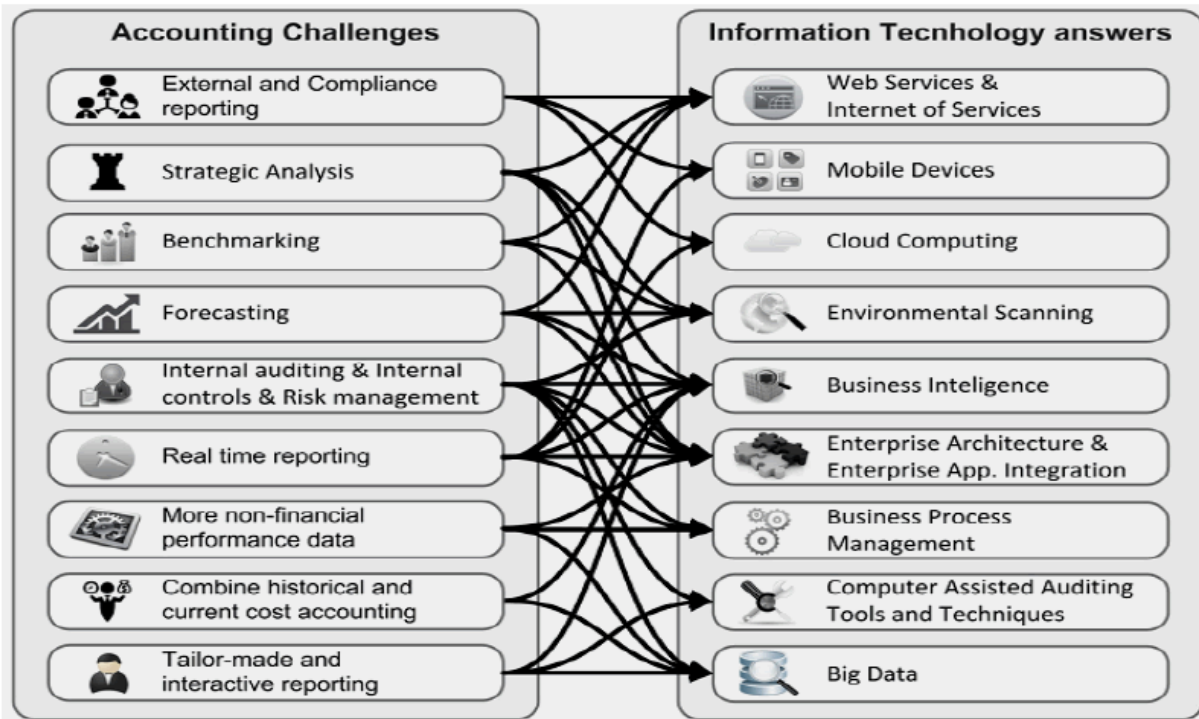 Accounting Challenges
External and Compliance
reporting
Strategic Analysis
Benchmarking
Forecasting
Internal auditing & Internal
controls & Risk management
Real time reporting
More non-financial
performance data
Combine historical and
current cost accounting
Tailor-made and
interactive reporting
Information Tecnhology answers
Web Services &
Internet of Services
Mobile Devices
Cloud Computing
Environmental Scanning
Business Inteligence
Enterprise Architecture &
Enterprise App. Integration
Business Process
Management
Computer Assisted Auditing
Tools and Techniques
Big Data